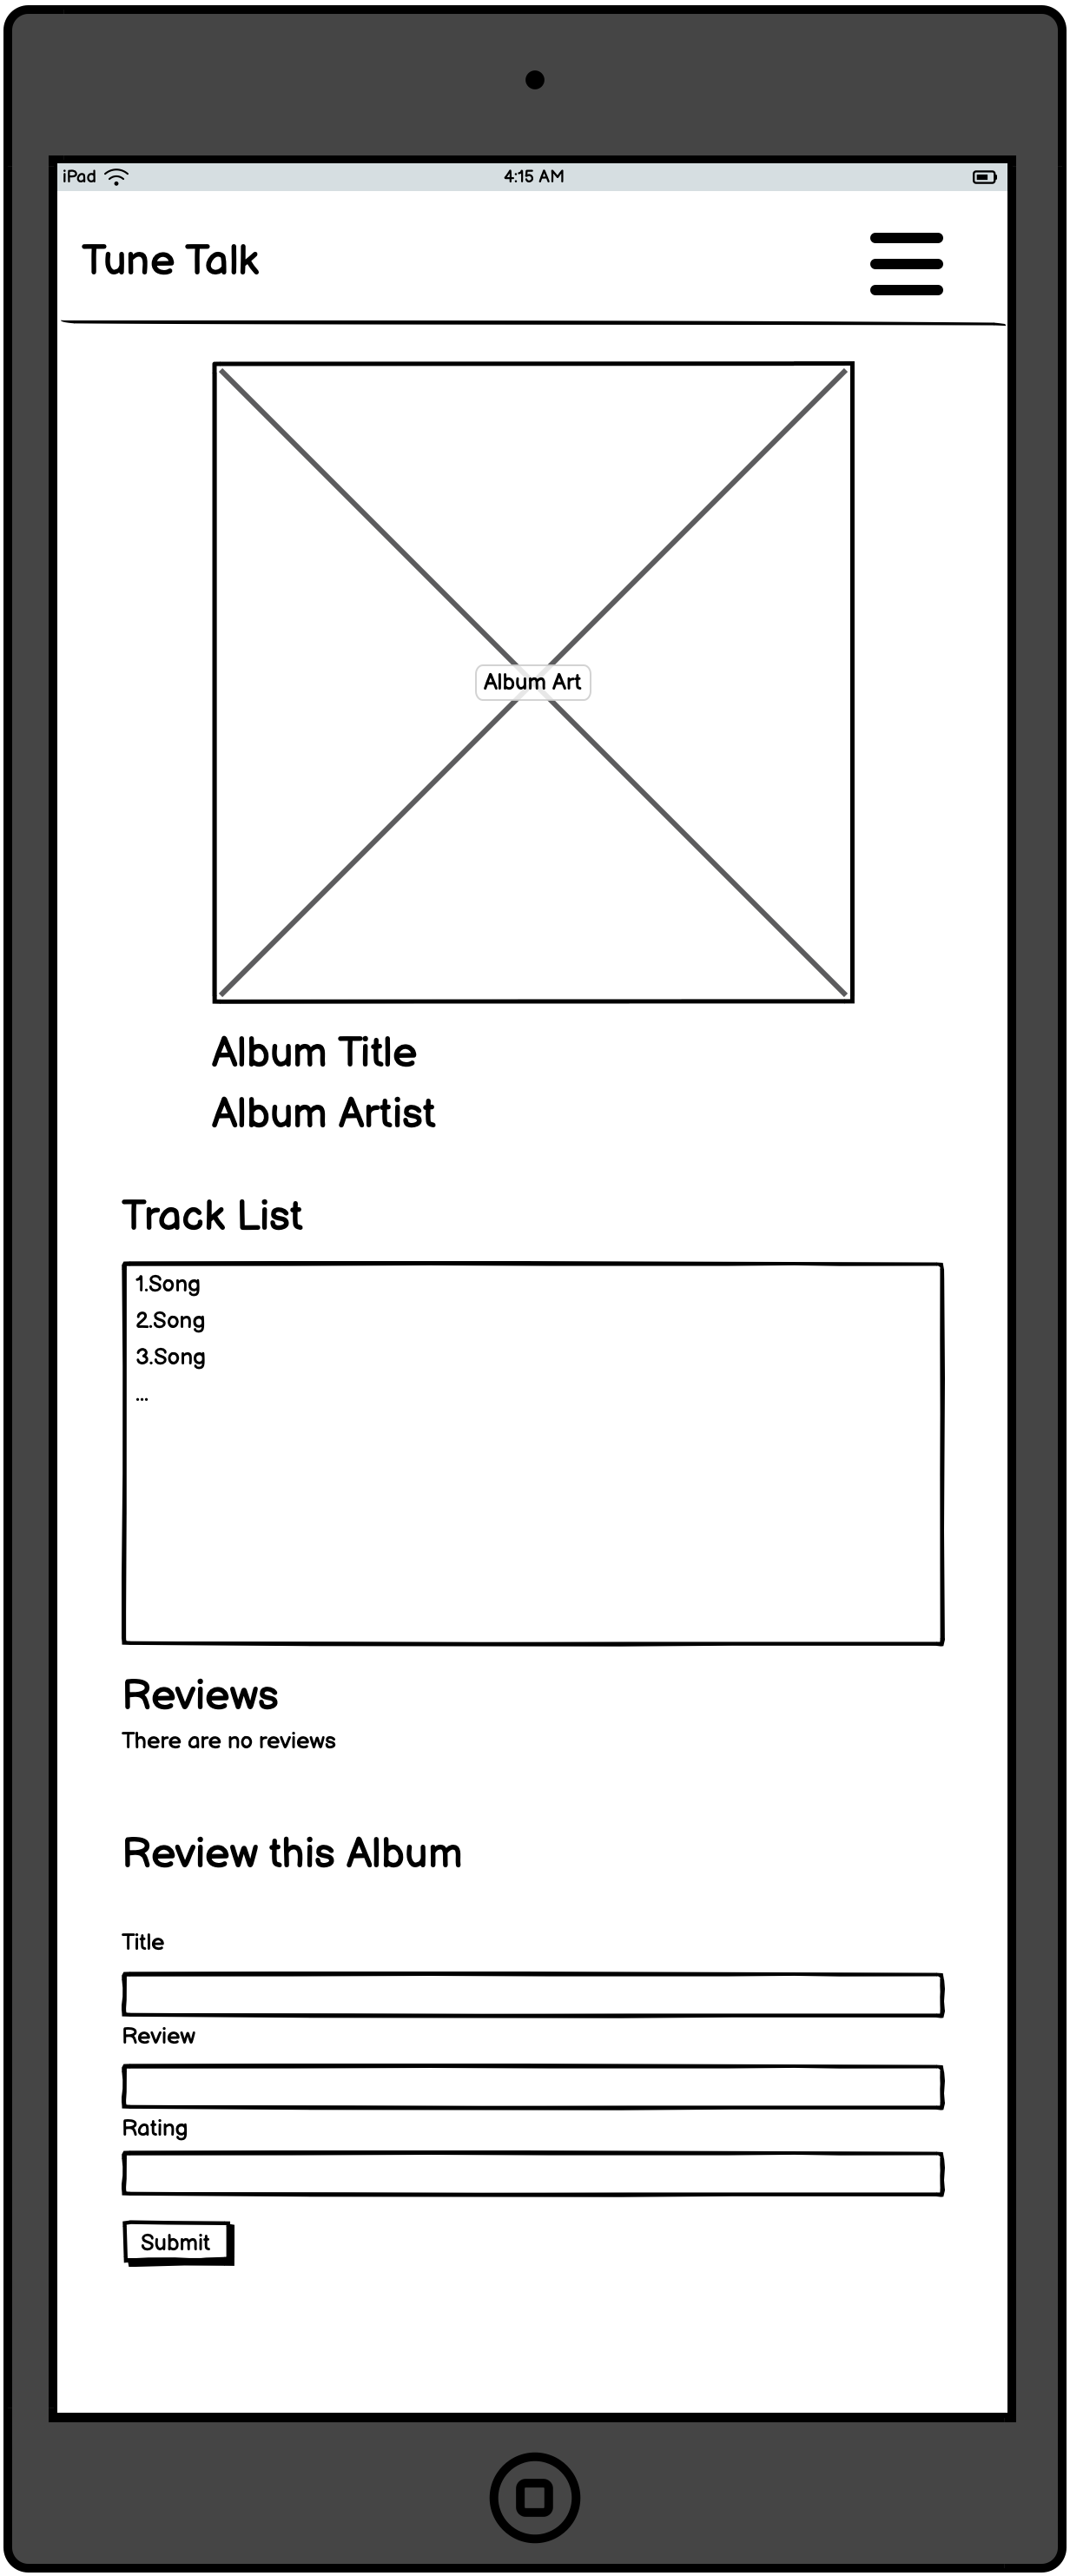 iPad 4:15 AM
Tune Talk
Album Art
Album Title
Album Artist
Track List
1.Song
2.Song
3.Song
...
Reviews
There are no reviews
Review this Album
Title
Review
Rating
Submit